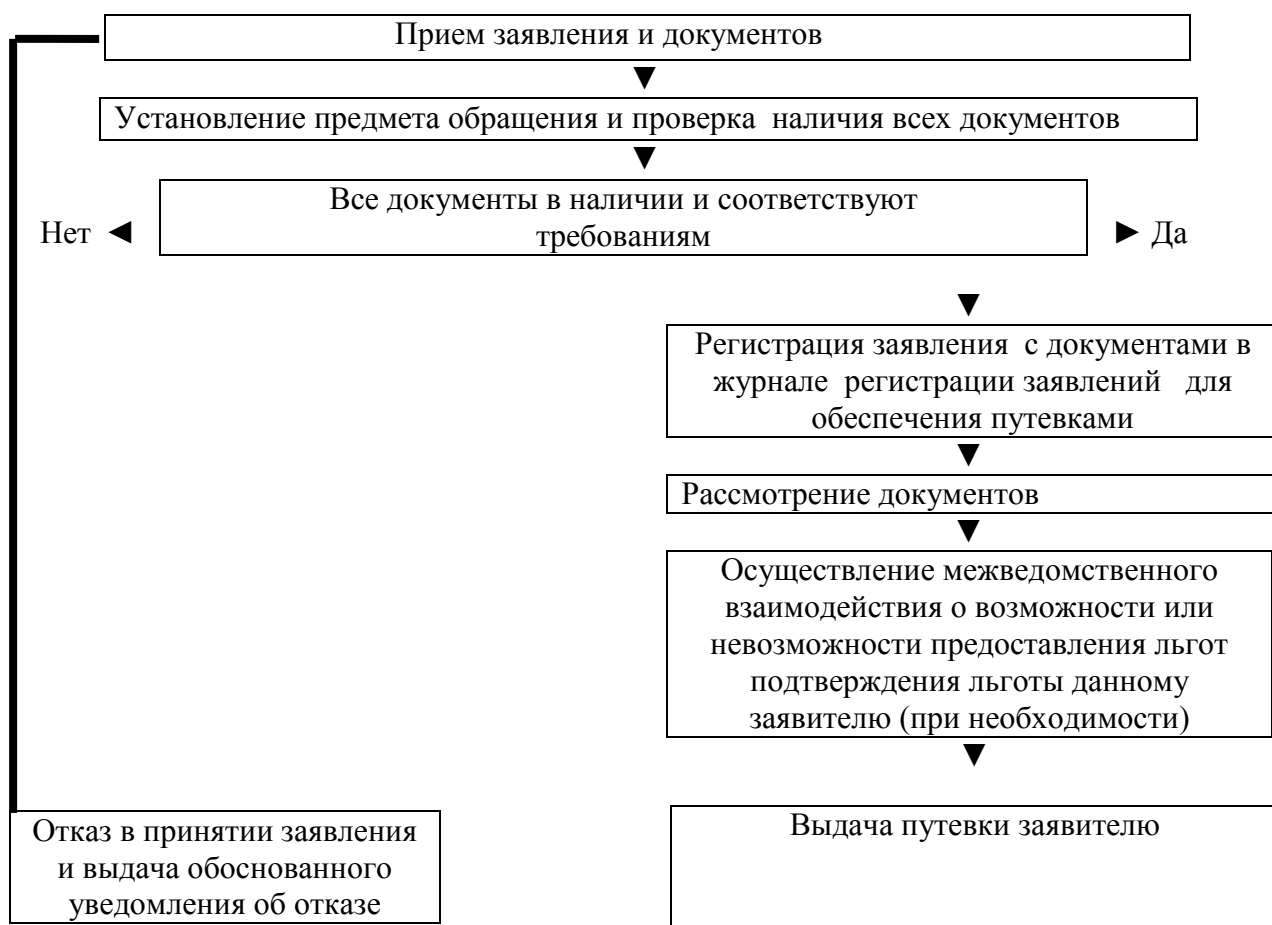 Прием заявления и документов
▼
Установление предмета обращения и проверка наличия всех документов
▼
Все документы в наличии и соответствуют
требованиям
Нет ◄
► Да
▼
Регистрация заявления с документами в
журнале регистрации заявлений для
обеспечения путевками
▼
Рассмотрение документов
▼
Осуществление межведомственного
взаимодействия о возможности или
невозможности предоставления льгот
подтверждения льготы данному
заявителю (при необходимости)
▼
Отказ в принятии заявления
и выдача обоснованного
уведомления об отказе
Выдача путевки заявителю